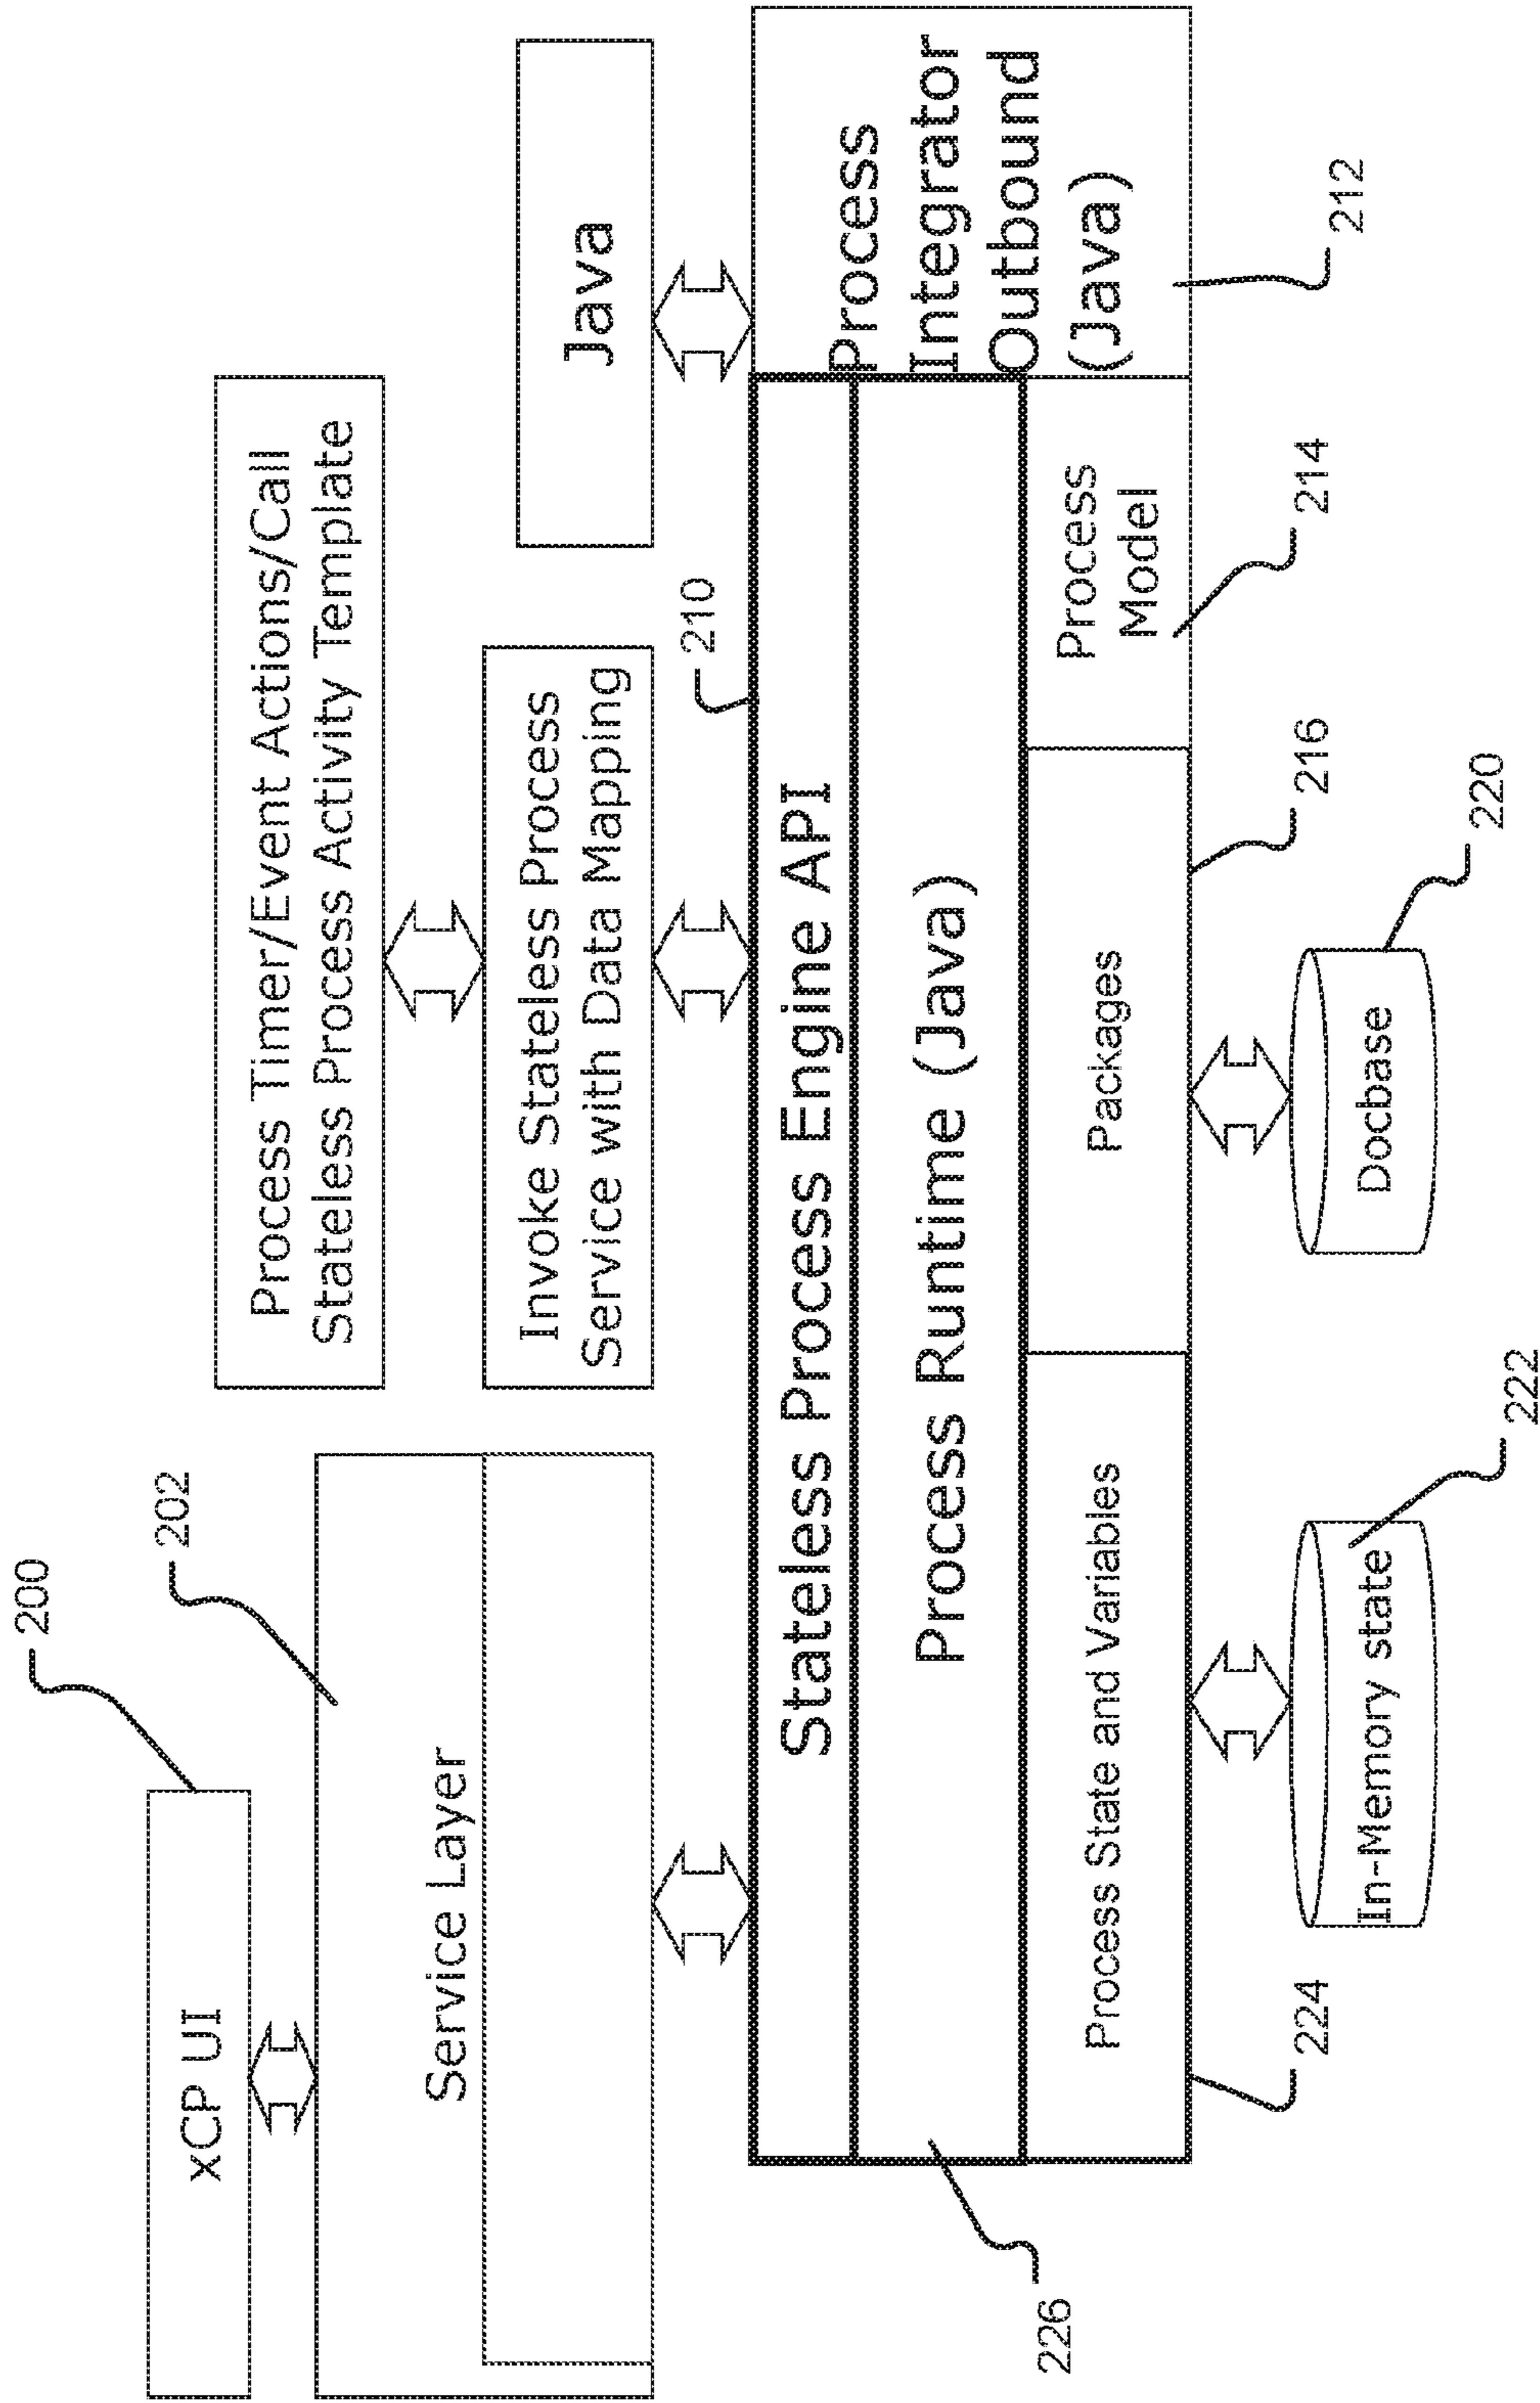 200
xCP UI
202
Service Layer
Process Timer/Event Actions/Call
Stateless Process Activity Template
Invoke Stateless Process
Service with Data Mapping
Java
210
Stateless Process Engine API
226
Process Runtime (Java)
Process
Integrator
Outbound
(Java)
212
Process State and Variables
224
Packages
216
Process
Model
214
In-Memory state
222
Docbase
220